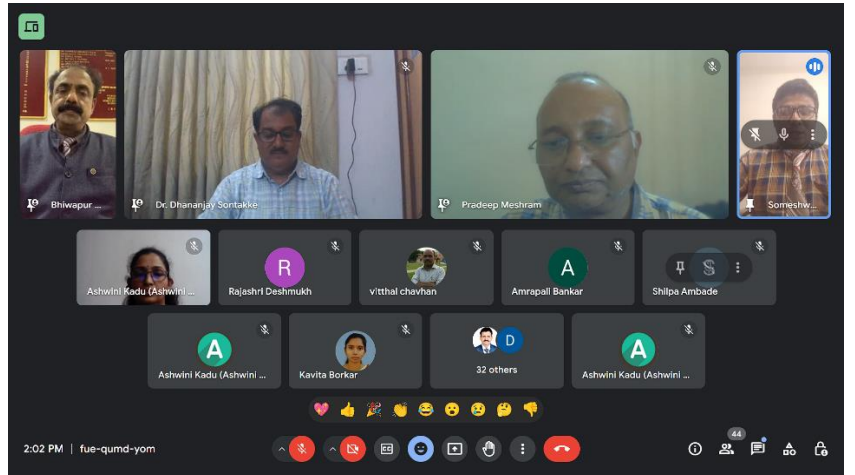 Bhiwapur ...
Dr. Dhananjay Sontakke
Pradeep Meshram
Someshw...
Ashwini Kadu (Ashwini ...
R
Rajashri Deshmukh
vitthal chavhan
A
Amrapali Bankar
S
Shilpa Ambade
A
Ashwini Kadu (Ashwini ...
Kavita Borkar
D
32 others
A
Ashwini Kadu (Ashwini ...
44
2:02 PM | fue-qumd-yom
CC